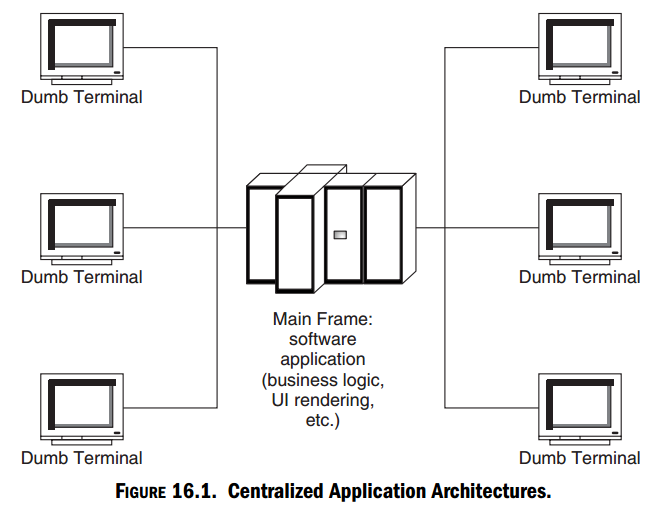 Dumb Terminal
Dumb Terminal
Dumb Terminal
Dumb Terminal
Main Frame:
software
application
(business logic,
UI rendering,
etc.)
Dumb Terminal
Dumb Terminal
FIGURE 16.1. Centralized Application Architectures.